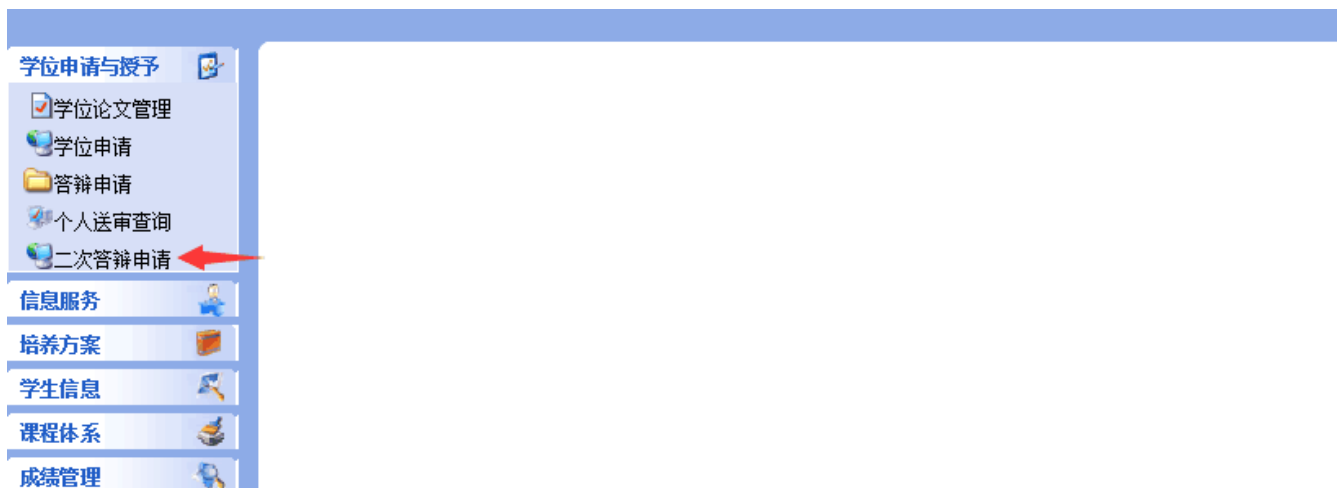 学位申请与授予
学位论文管理
学位申请
答辩申请
个人送审查询
二次答辩申请
信息服务
培养方案
学生信息
课程体系
成绩管理